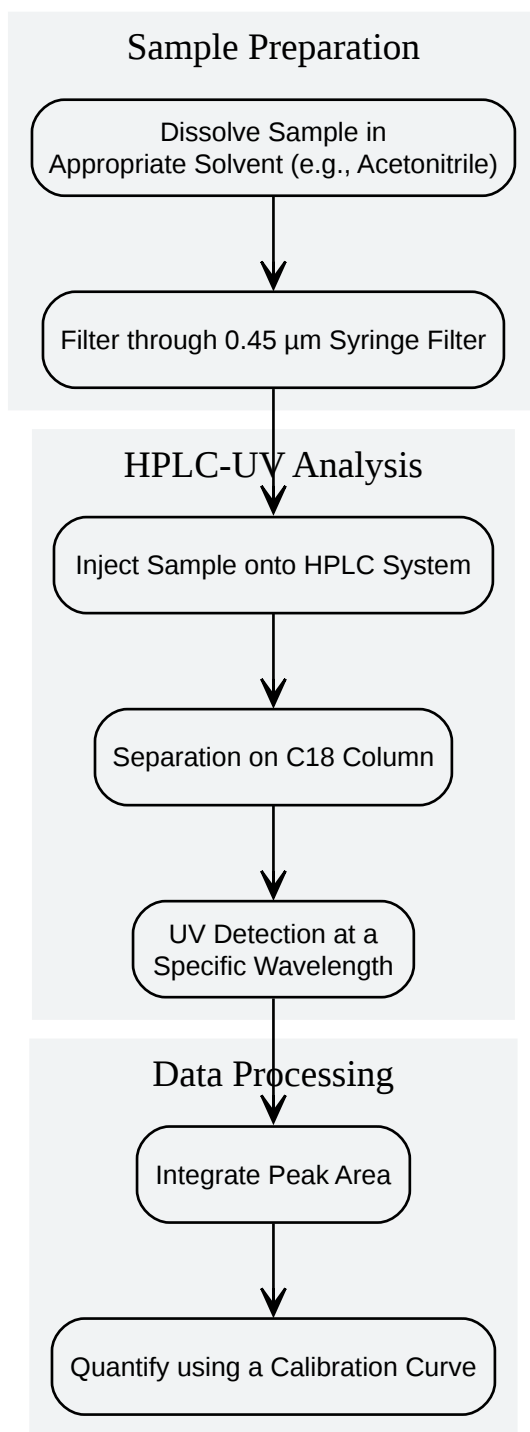 Sample Preparation
Dissolve Sample in
Appropriate Solvent (e.g., Acetonitrile)
Filter through 0.45 µm Syringe Filter
HPLC-UV Analysis
Inject Sample onto HPLC System
Separation on C18 Column
UV Detection at a
Specific Wavelength
Data Processing
Integrate Peak Area
Quantify using a Calibration Curve